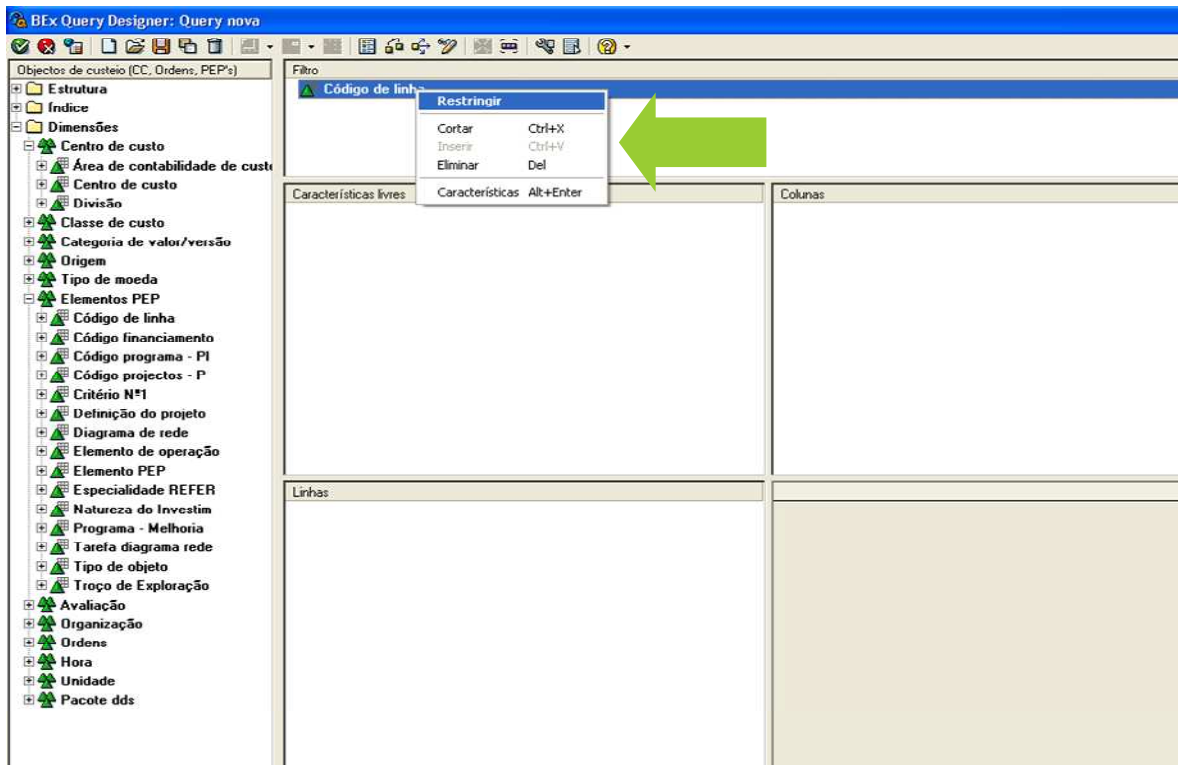 BEx Query Designer: Query nova
Objectos de custeio (CC, Ordens, PEP's)
Estrutura
Índice
Dimensões
Centro de custo
Área de contabilidade de custo
Centro de custo
Divisão
Classe de custo
Categoria de valor/versão
Origem
Tipo de moeda
Elementos PEP
Código de linha
Código financiamento
Código programa - PI
Código projectos - P
Critério Nº1
Definição do projeto
Diagrama de rede
Elemento de operação
Elemento PEP
Especialidade REFER
Natureza do Investim
Programa - Melhoria
Tarefa diagrama rede
Tipo de objeto
Troço de Exploração
Avaliação
Organização
Ordens
Hora
Unidade
Pacote dds
Filtro
Código de linha
Restringir
Cortar Ctrl+X
Inserir Ctrl+V
Eliminar Del
Características Alt+Enter
Características livres
Colunas
Linhas